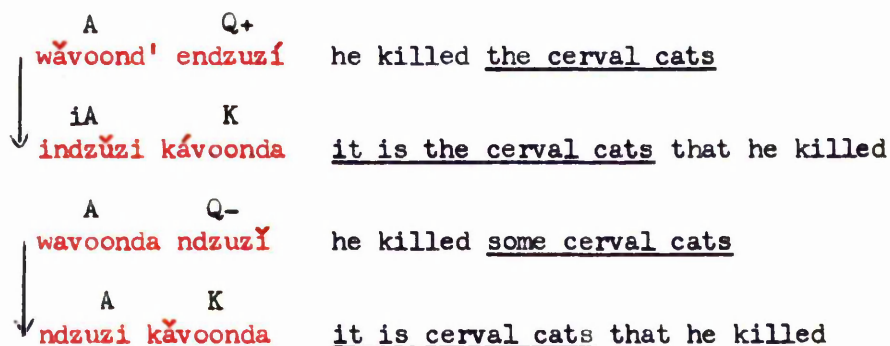 A Q+
wǎvoond' endzuzí he killed the cerval cats
iA K
indzǔzi kávoonda it is the cerval cats that he killed
A Q-
wavoonda ndzuzǐ he killed some cerval cats
A K
ndzuzi kǎvoonda it is cerval cats that he killed